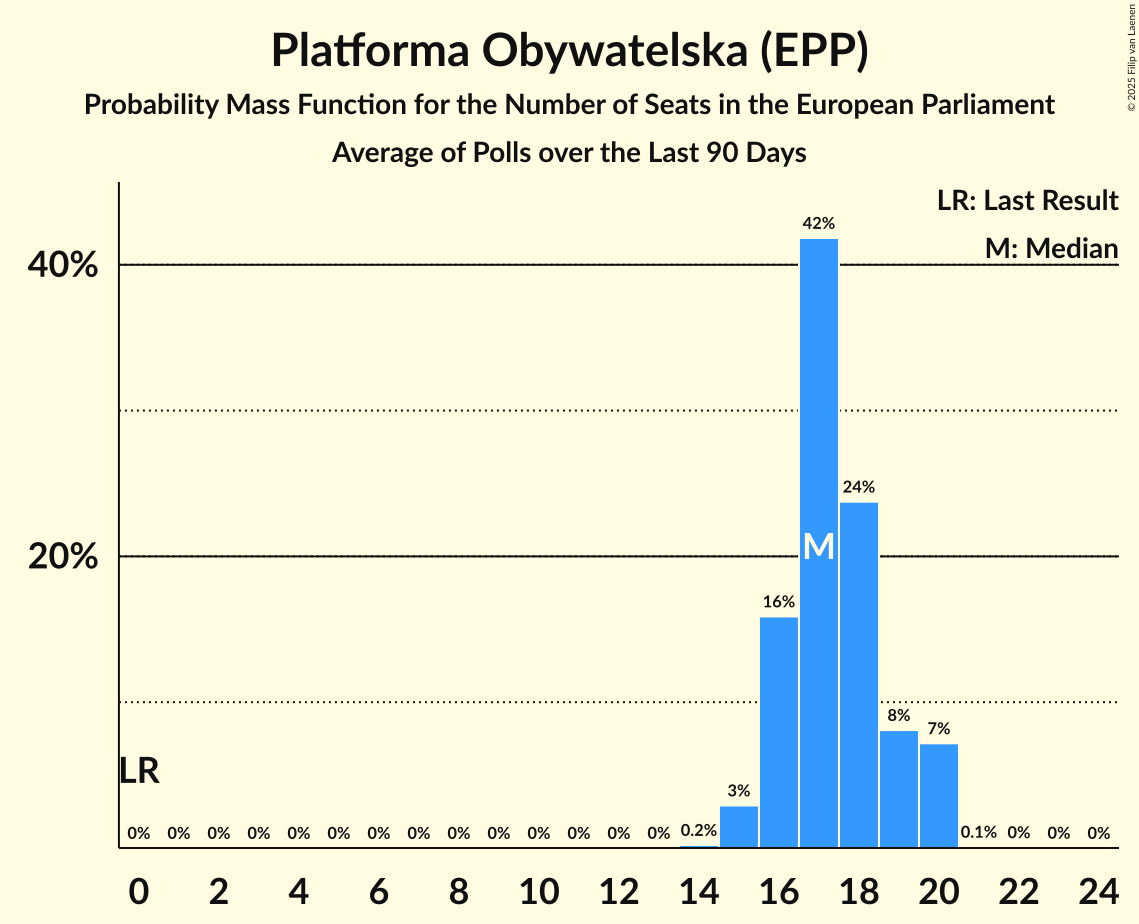 Platforma Obywatelska (EPP)
Probability Mass Function for the Number of Seats in the European Parliament
Average of Polls over the Last 90 Days
© 2025 Filip van Laenen
LR: Last Result
M: Median
42%
40%
24%
M
20%
16%
8%
7%
LR
3%
0% 0% 0% 0% 0% 0% 0% 0% 0% 0% 0% 0% 0% 0% 0.2% 0.1% 0% 0% 0%
0 2 4 6 8 10 12 14 16 18 20 22 24